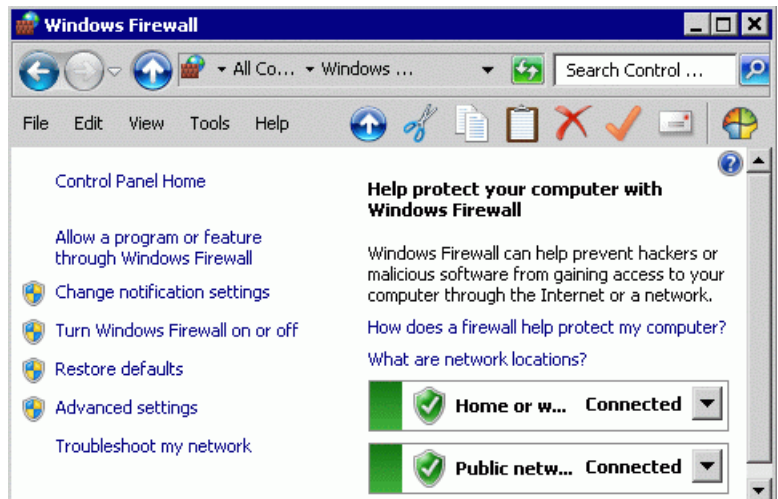 Windows Firewall
All Co... Windows ...
Search Control ...
File Edit View Tools Help
Control Panel Home
Allow a program or feature
through Windows Firewall
Change notification settings
Turn Windows Firewall on or off
Restore defaults
Advanced settings
Troubleshoot my network
Help protect your computer with
Windows Firewall
Windows Firewall can help prevent hackers or
malicious software from gaining access to your
computer through the Internet or a network.
How does a firewall help protect my computer?
What are network locations?
Home or w... Connected
Public netw... Connected